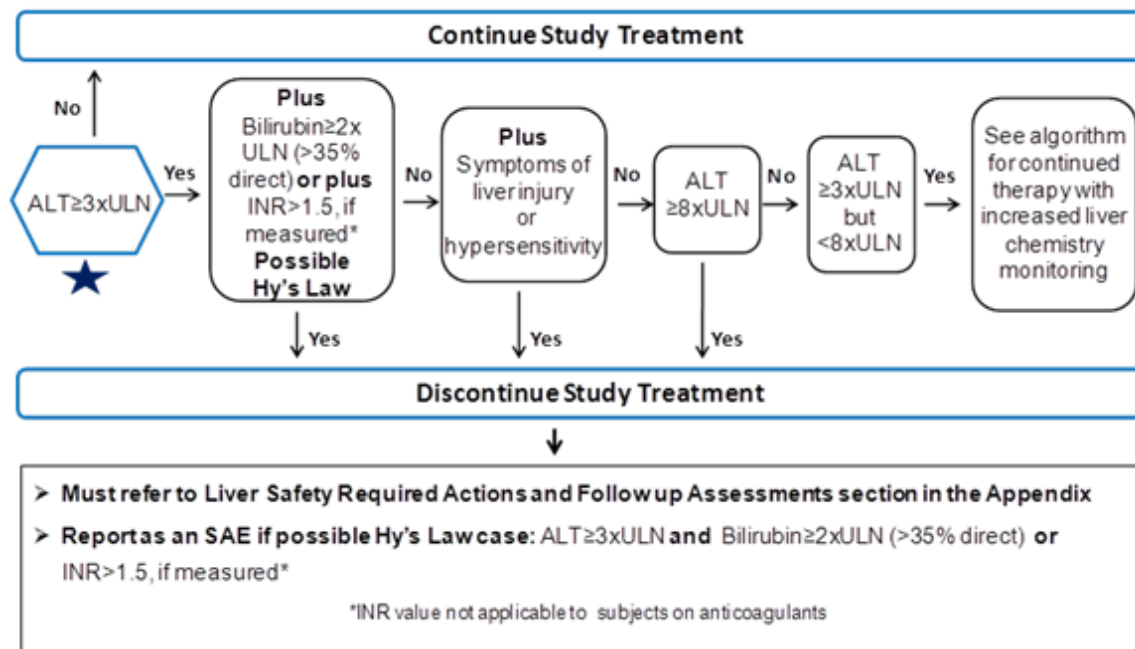 Continue Study Treatment
No
ALT≥3xULN
Yes
Plus
Bilirubin≥2x
ULN (>35%
direct) or plus
INR>1.5, if
measured*
Possible
Hy's Law
No
Yes
Plus
Symptoms of
liver injury
or
hypersensitivity
No
Yes
ALT
≥8xULN
No
Yes
ALT
≥3xULN
but
<8xULN
Yes
See algorithm
for continued
therapy with
increased liver
chemistry
monitoring
Discontinue Study Treatment
➢ Must refer to Liver Safety Required Actions and Follow up Assessments section in the Appendix
➢ Report as an SAE if possible Hy's Law case: ALT≥3xULN and Bilirubin≥2xULN (>35% direct) or
INR>1.5, if measured*
*INR value not applicable to subjects on anticoagulants